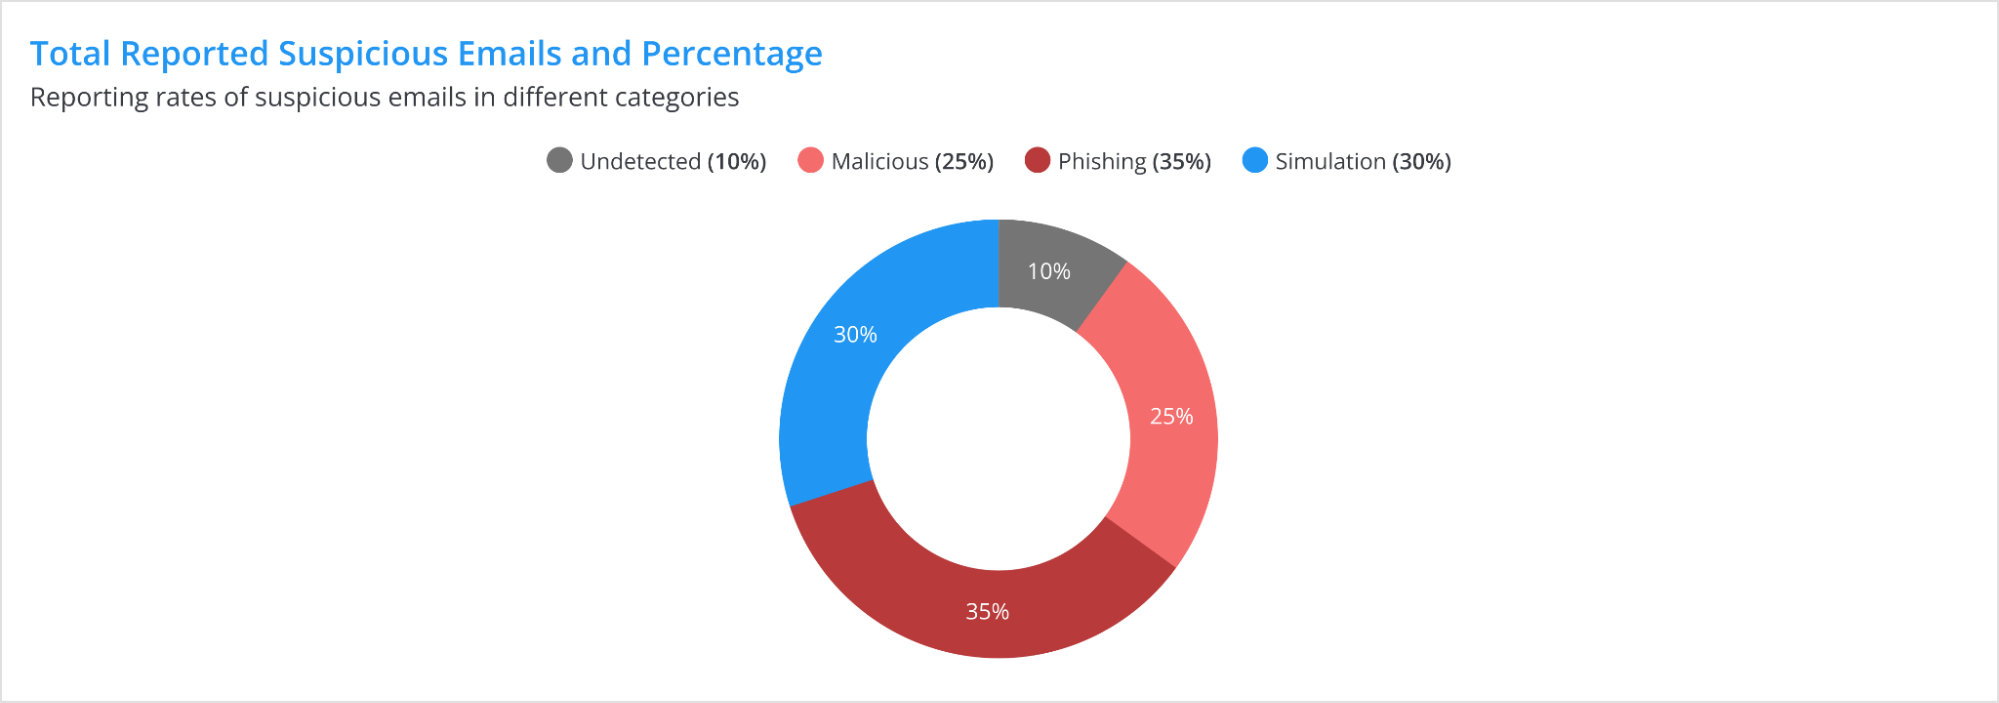 Total Reported Suspicious Emails and Percentage
Reporting rates of suspicious emails in different categories
Undetected (10%) Malicious (25%) Phishing (35%) Simulation (30%)
10%
30%
25%
35%